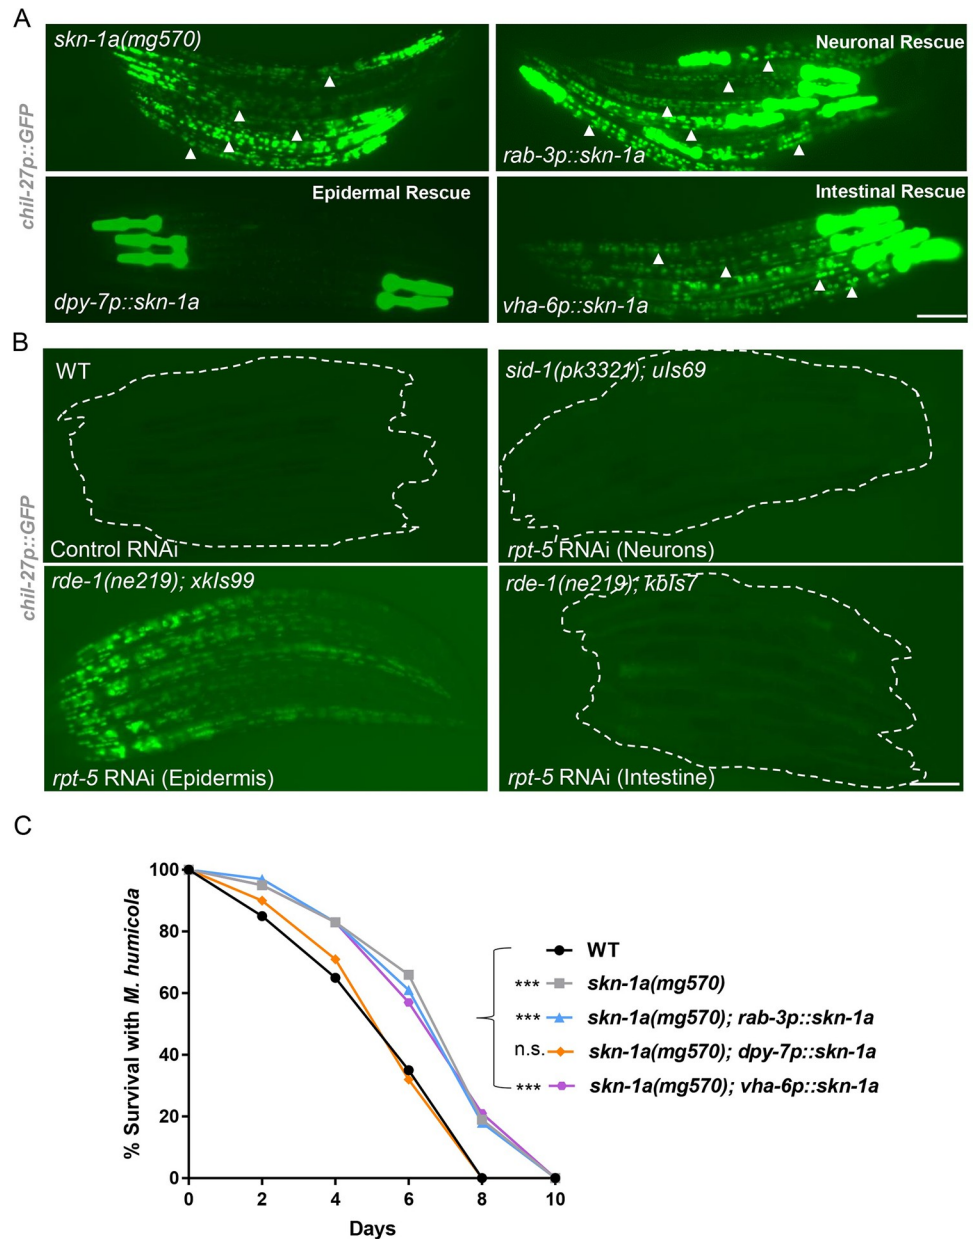 A
skn-1a(mg570)
Neuronal Rescue
rab-3p::skn-1a
chil-27p::GFP
Epidermal Rescue
Intestinal Rescue
dpy-7p::skn-1a
vha-6p::skn-1a
B
WT
sid-1(pk3321); uIs69
Control RNAi
rpt-5 RNAi (Neurons)
chil-27p::GFP
rde-1(ne219); xkIs99
rde-1(ne219); kbIs7
rpt-5 RNAi (Epidermis)
rpt-5 RNAi (Intestine)
C
% Survival with M. humicola
100
80
60
40
20
0
0 2 4 6 8 10
Days
WT
*** skn-1a(mg570)
*** skn-1a(mg570); rab-3p::skn-1a
n.s. skn-1a(mg570); dpy-7p::skn-1a
*** skn-1a(mg570); vha-6p::skn-1a